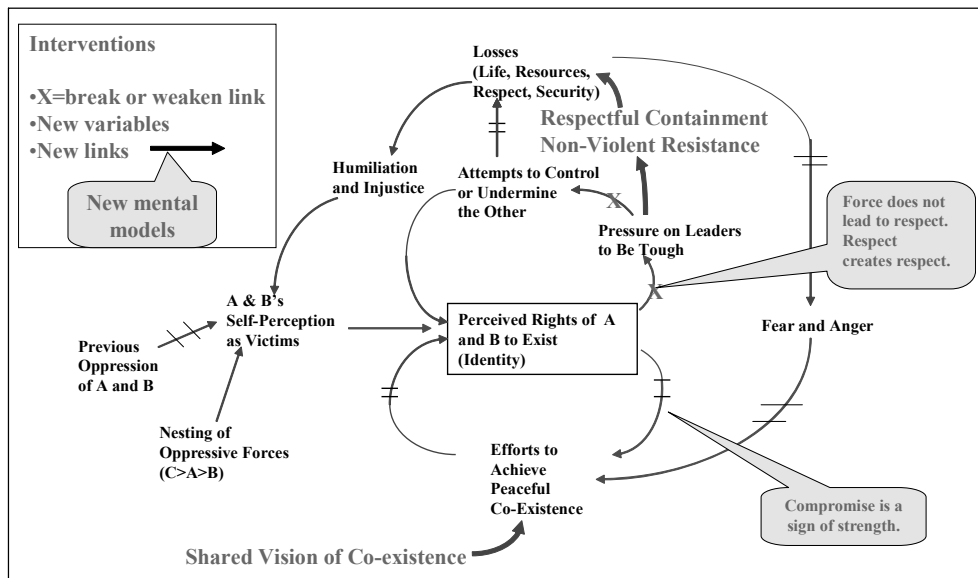 Interventions
•X=break or weaken link
•New variables
•New links
New mental
models
Losses
(Life, Resources,
Respect, Security)
Respectful Containment
Non-Violent Resistance
Humiliation
and Injustice
Attempts to Control
or Undermine
the Other
X
Pressure on Leaders
to Be Tough
X
Force does not
lead to respect.
Respect
creates respect.
A & B's
Self-Perception
as Victims
Previous
Oppression
of A and B
Perceived Rights of A
and B to Exist
(Identity)
Fear and Anger
Nesting of
Oppressive Forces
(C>A>B)
Efforts to
Achieve
Peaceful
Co-Existence
Compromise is a
sign of strength.
Shared Vision of Co-existence